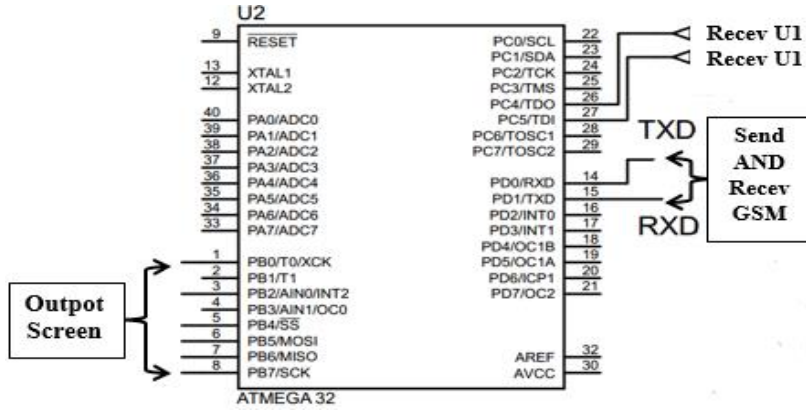 U2
9 RESET
13 XTAL1
12 XTAL2
40 PA0/ADC0
39 PA1/ADC1
38 PA2/ADC2
37 PA3/ADC3
36 PA4/ADC4
35 PA5/ADC5
34 PA6/ADC6
33 PA7/ADC7
1 PB0/T0/XCK
2 PB1/T1
3 PB2/AIN0/INT2
4 PB3/AIN1/OC0
5 PB4/SS
6 PB5/MOSI
7 PB6/MISO
8 PB7/SCK
PC0/SCL 22
PC1/SDA 23
PC2/TCK 24
PC3/TMS 25
PC4/TDO 26
PC5/TDI 27
PC6/TOSC1 28
PC7/TOSC2 29
PD0/RXD 14
PD1/TXD 15
PD2/INT0 16
PD3/INT1 17
PD4/OC1B 18
PD5/OC1A 19
PD6/ICP1 20
PD7/OC2 21
AREF 32
AVCC 30
ATMEGA 32
Outpot
Screen
Recev U1
Recev U1
TXD
RXD
Send
AND
Recev
GSM